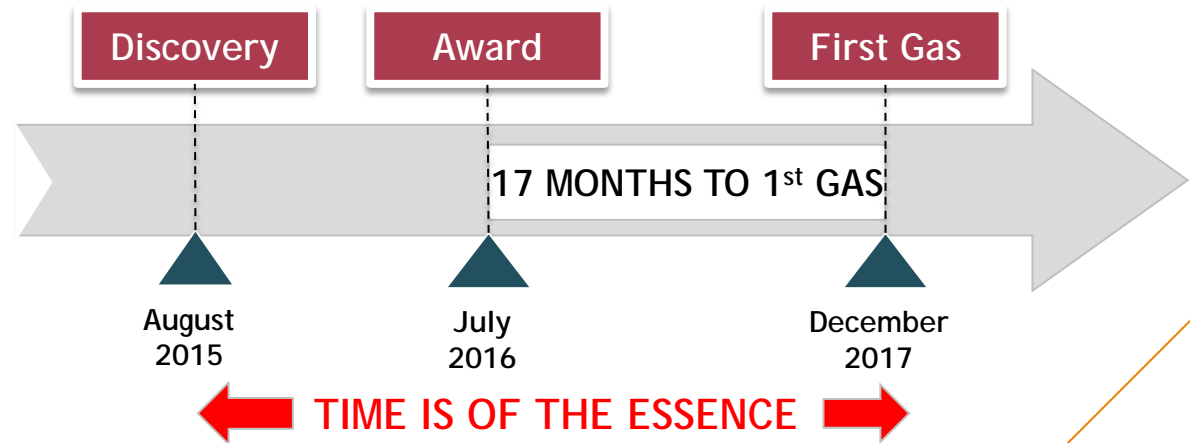 Discovery
Award
First Gas
17 MONTHS TO 1st GAS
August
2015
July
2016
December
2017
TIME IS OF THE ESSENCE